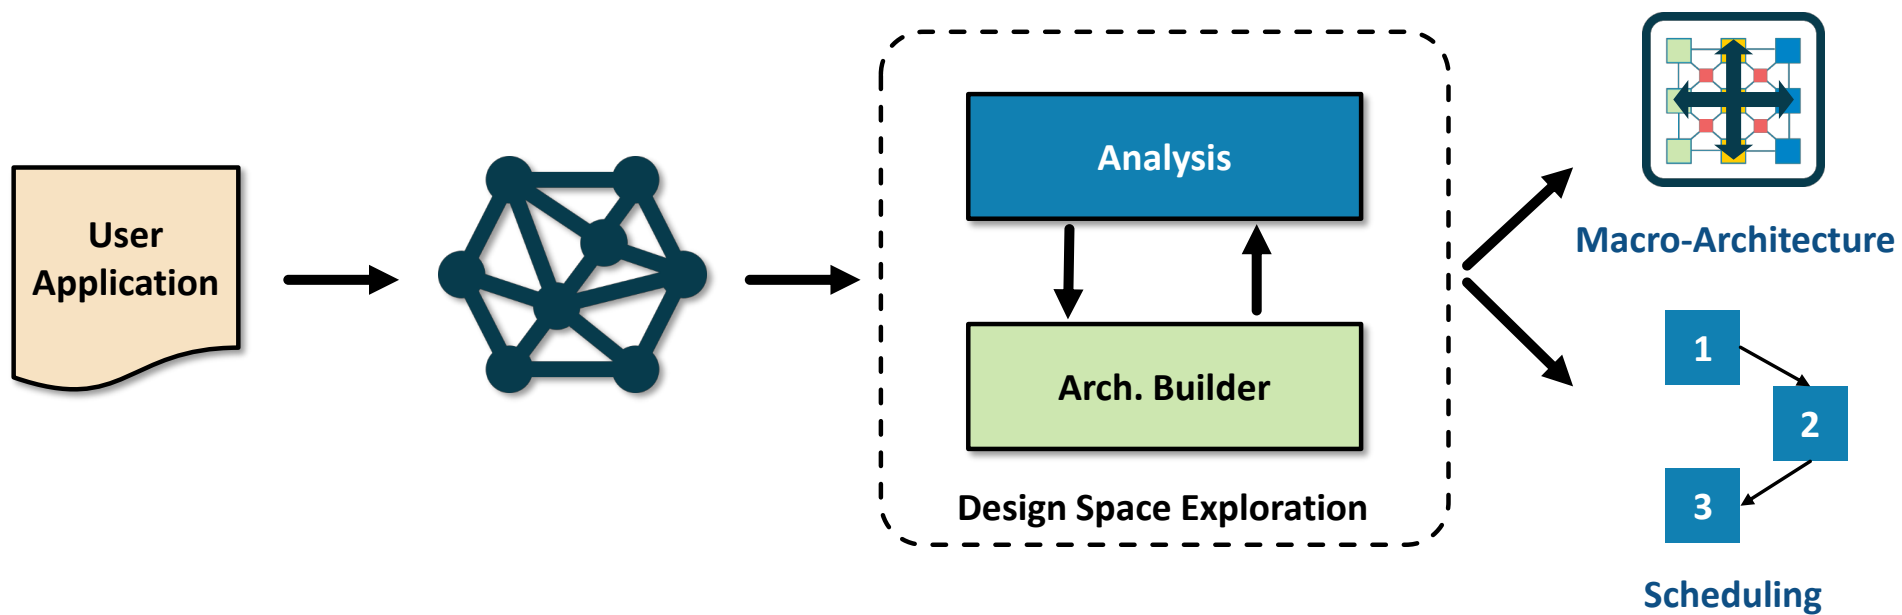 User
Application
Analysis
Arch. Builder
Design Space Exploration
Macro-Architecture
1
2
3
Scheduling